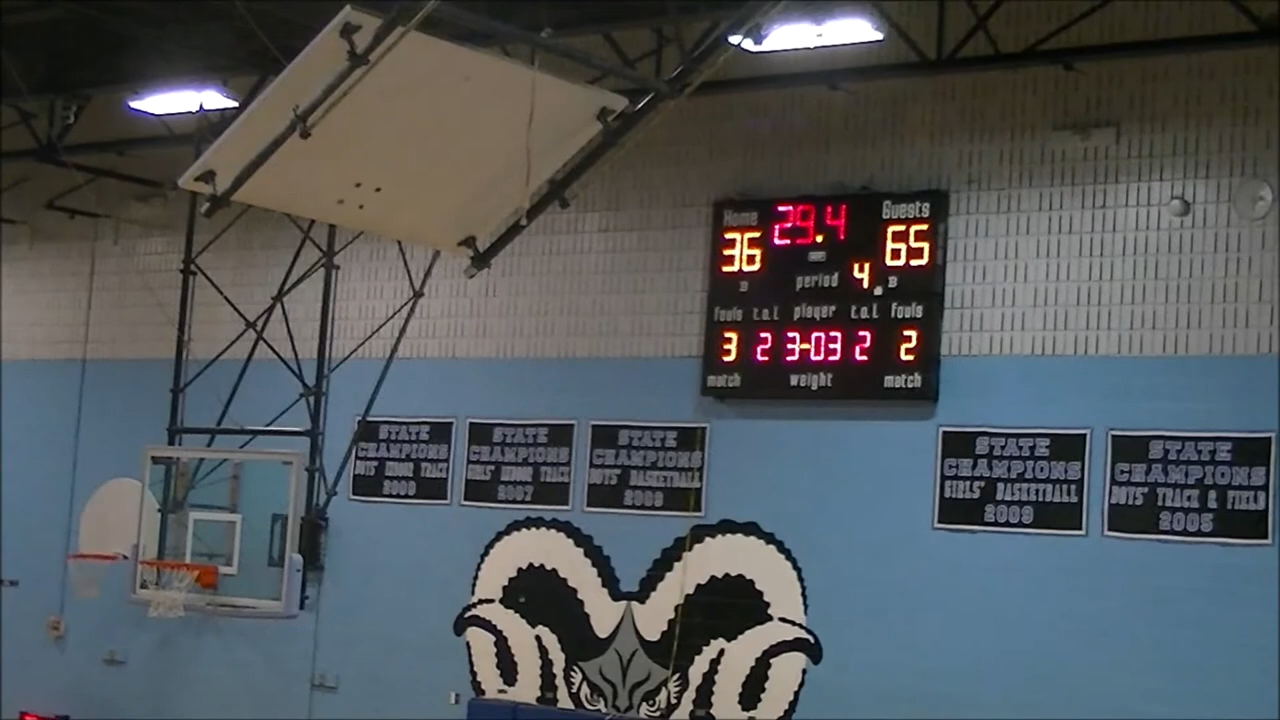 Home 29.4 Guests
36 65
period 4
B B
fouls t.o.l player t.o.l fouls
3 2 3-03 2 2
match weight match
STATE
CHAMPIONS
BOYS' INDOOR TRACK
STATE
CHAMPIONS
GIRLS' INDOOR TRACK
2007
STATE
CHAMPIONS
BOYS' BASKETBALL
2009
STATE
CHAMPIONS
GIRLS' BASKETBALL
2009
STATE
CHAMPIONS
BOYS' TRACK & FIELD
2005